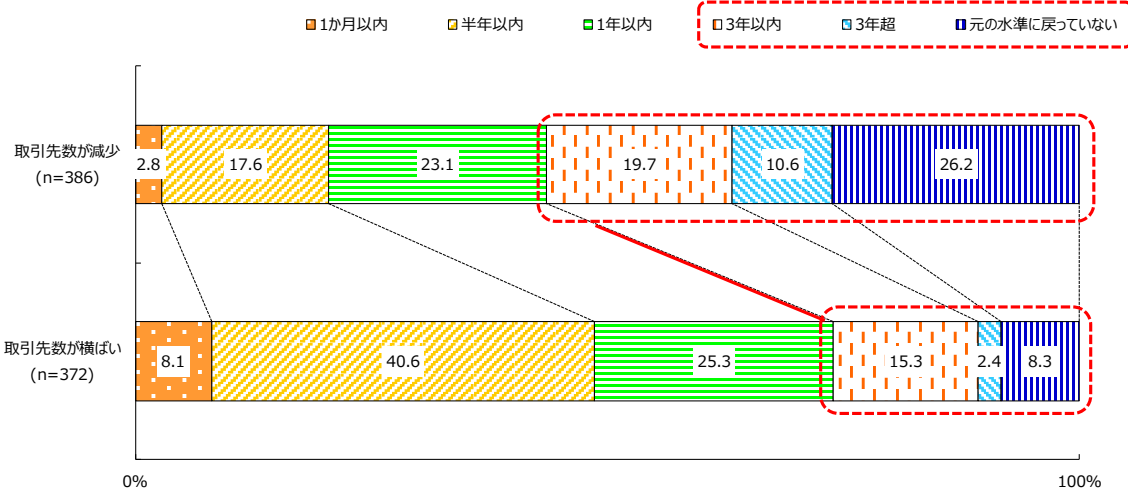 1か月以内 半年以内 1年以内 3年以内 3年超 元の水準に戻っていない
取引先数が減少
(n=386)
2.8 17.6 23.1 19.7 10.6 26.2
取引先数が横ばい
(n=372)
8.1 40.6 25.3 15.3 2.4 8.3
0% 100%